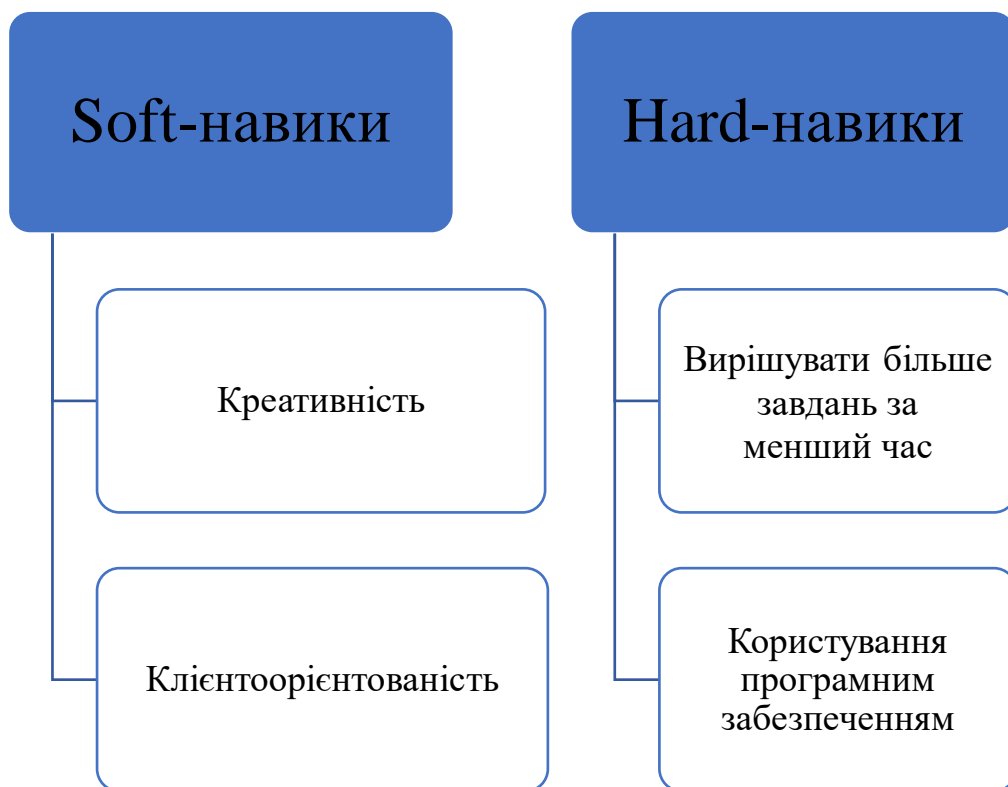 Soft-навики
Креативність
Клієнтоорієнтованість
Hard-навики
Вирішувати більше
завдань за
менший час
Користування
програмним
забезпеченням